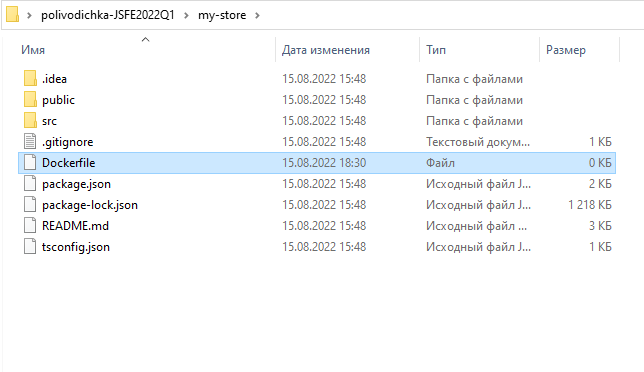 polivodichka-JSFE2022Q1 > my-store >
Имя Дата изменения Тип Размер
.idea 15.08.2022 15:48 Папка с файлами
public 15.08.2022 15:48 Папка с файлами
src 15.08.2022 15:48 Папка с файлами
.gitignore 15.08.2022 15:48 Текстовый докум... 1 КБ
Dockerfile 15.08.2022 18:30 Файл 0 КБ
package.json 15.08.2022 15:48 Исходный файл J... 2 КБ
package-lock.json 15.08.2022 15:48 Исходный файл J... 1 218 КБ
README.md 15.08.2022 15:48 Исходный файл ... 3 КБ
tsconfig.json 15.08.2022 15:48 Исходный файл J... 1 КБ